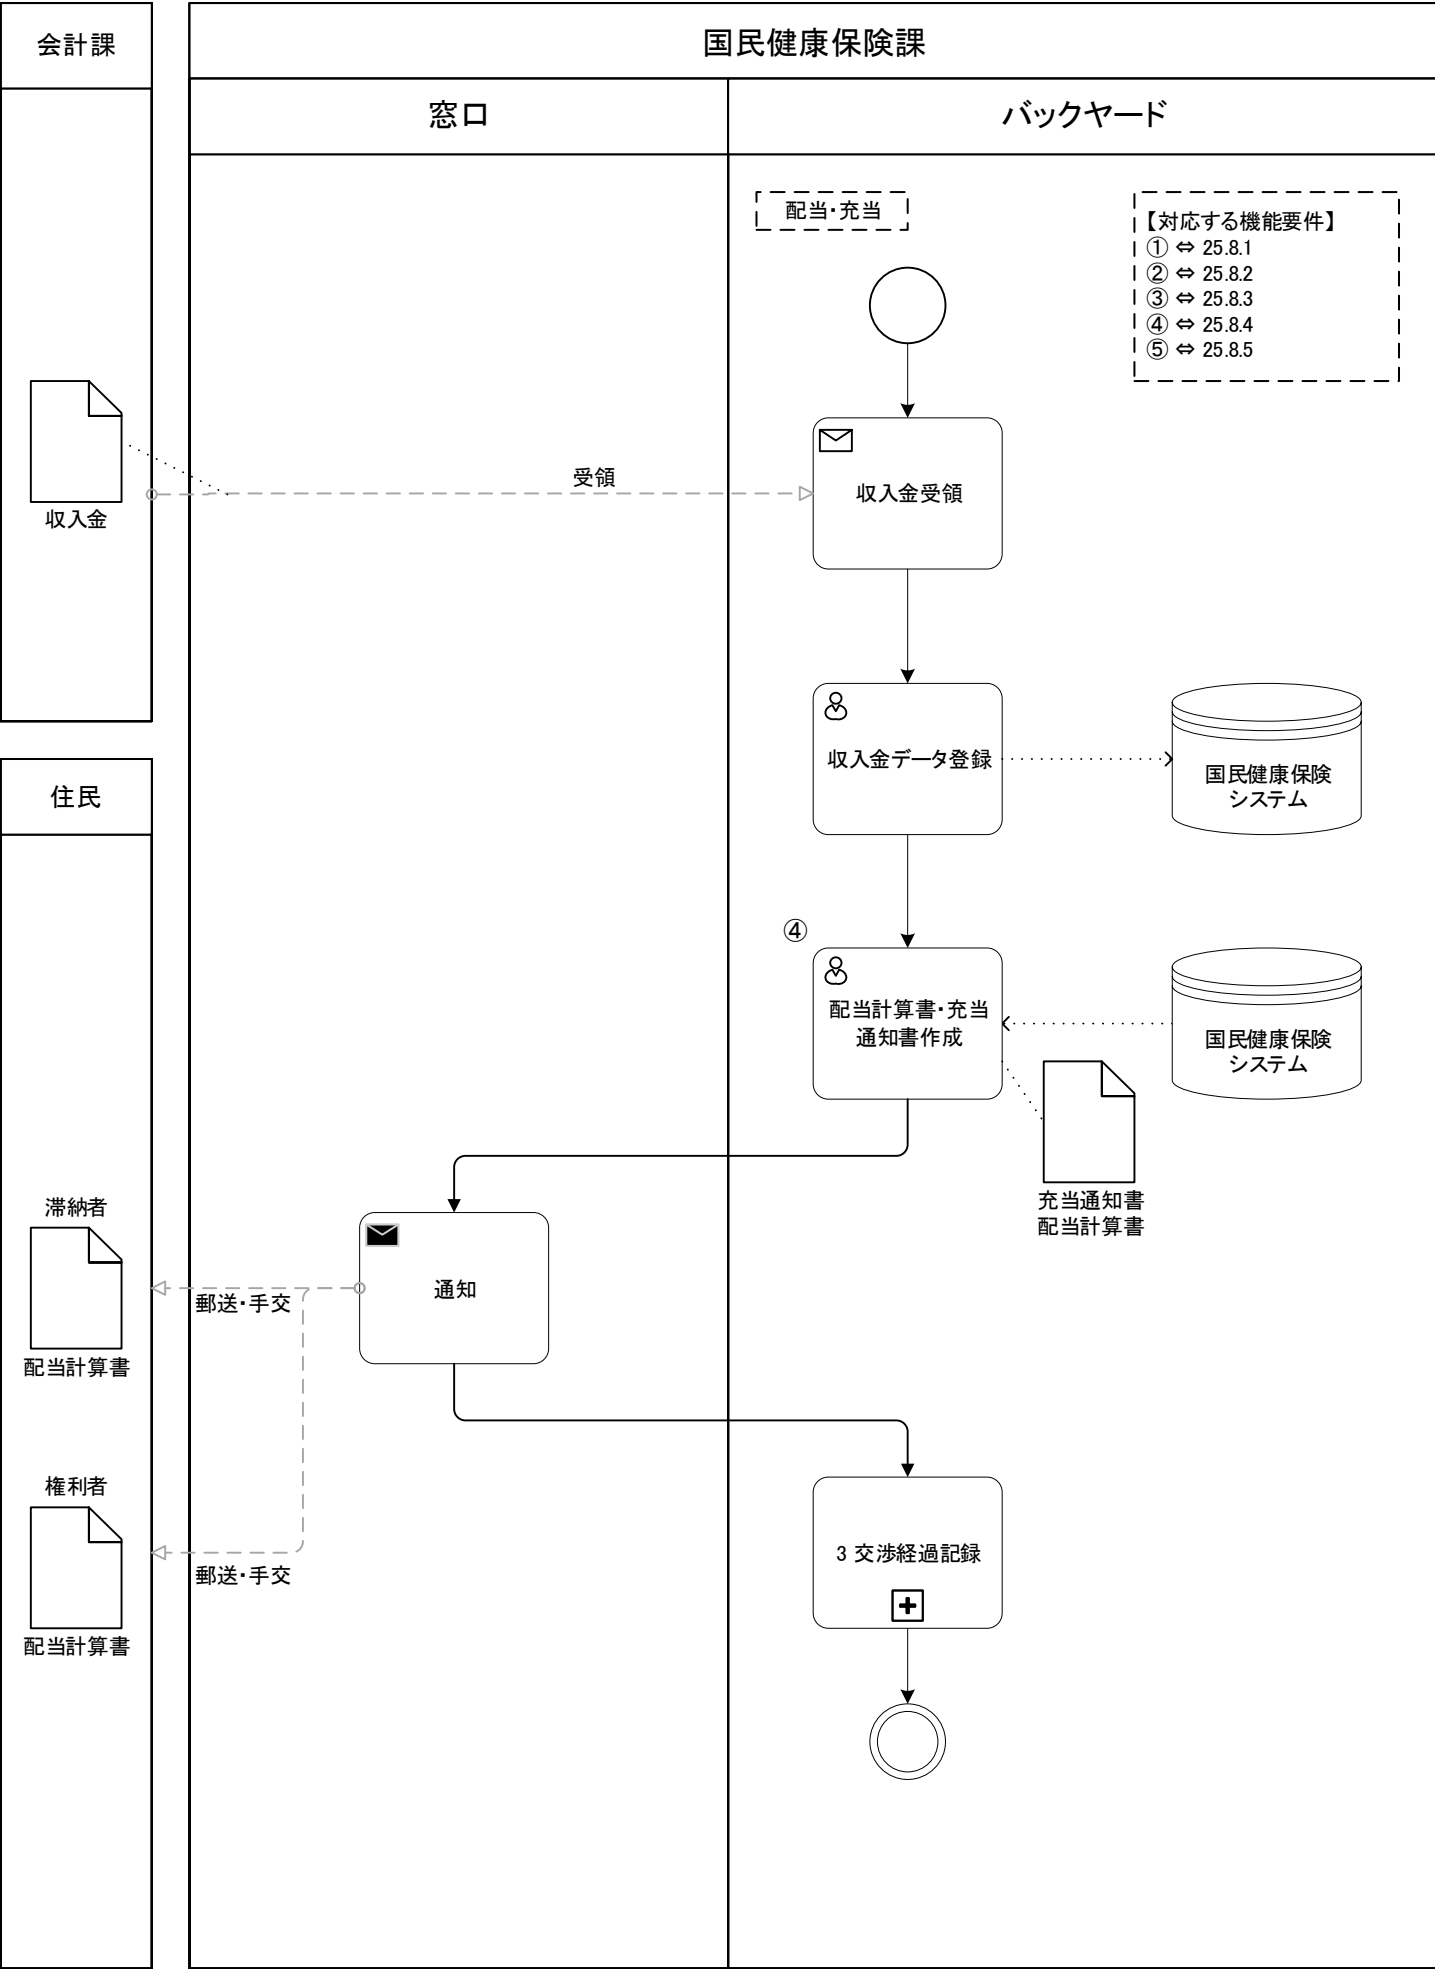 会計課
国民健康保険課
窓口
バックヤード
配当・充当
【対応する機能要件】
① ⇔ 25.8.1
② ⇔ 25.8.2
③ ⇔ 25.8.3
④ ⇔ 25.8.4
⑤ ⇔ 25.8.5
収入金
受領
収入金受領
収入金データ登録
国民健康保険
システム
住民
④
配当計算書・充当
通知書作成
国民健康保険
システム
充当通知書
配当計算書
滞納者
配当計算書
郵送・手交
通知
権利者
配当計算書
郵送・手交
3 交渉経過記録